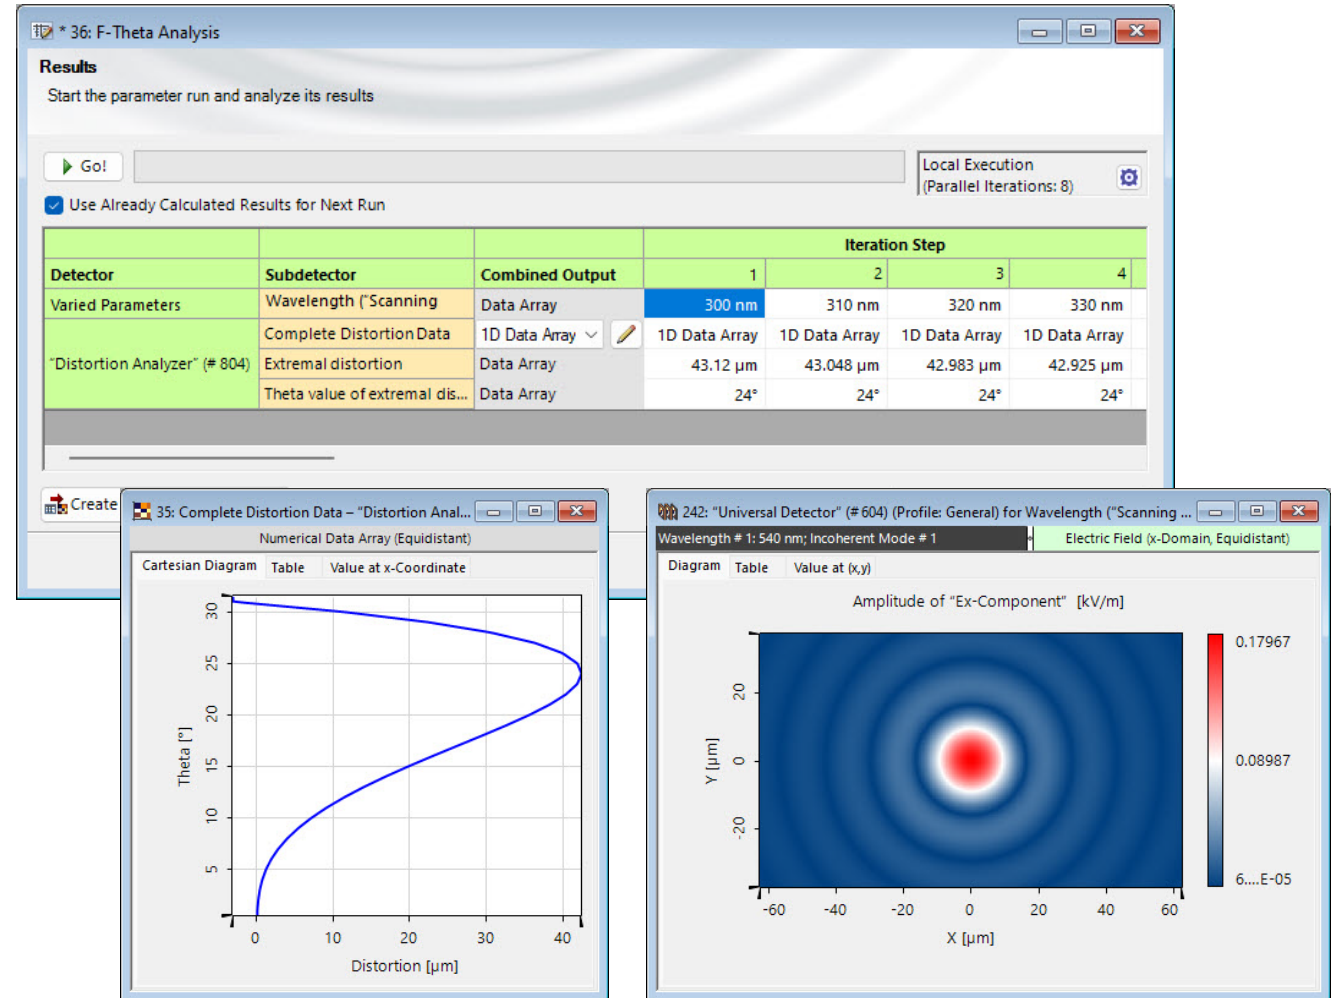 * 36: F-Theta Analysis
Results
Start the parameter run and analyze its results
Go!
Local Execution
(Parallel Iterations: 8)
Use Already Calculated Results for Next Run
Iteration Step
Detector Subdetector Combined Output 1 2 3 4
Varied Parameters Wavelength ("Scanning Data Array 300 nm 310 nm 320 nm 330 nm
Complete Distortion Data 1D Data Array 1D Data Array 1D Data Array 1D Data Array 1D Data Array
"Distortion Analyzer" (# 804) Extremal distortion Data Array 43.12 µm 43.048 µm 42.983 µm 42.925 µm
Theta value of extremal dis... Data Array 24° 24° 24° 24°
Create
35: Complete Distortion Data – "Distortion Anal...
Numerical Data Array (Equidistant)
Cartesian Diagram Table Value at x-Coordinate
30
25
20
15
10
5
Theta [°]
0 10 20 30 40
Distortion [µm]
242: "Universal Detector" (# 604) (Profile: General) for Wavelength ("Scanning ...
Wavelength # 1: 540 nm; Incoherent Mode # 1 Electric Field (x-Domain, Equidistant)
Diagram Table Value at (x,y)
Amplitude of "Ex-Component" [kV/m]
20
0
-20
Y [µm]
-60 -40 -20 0 20 40 60
X [µm]
0.17967
0.08987
6....E-05